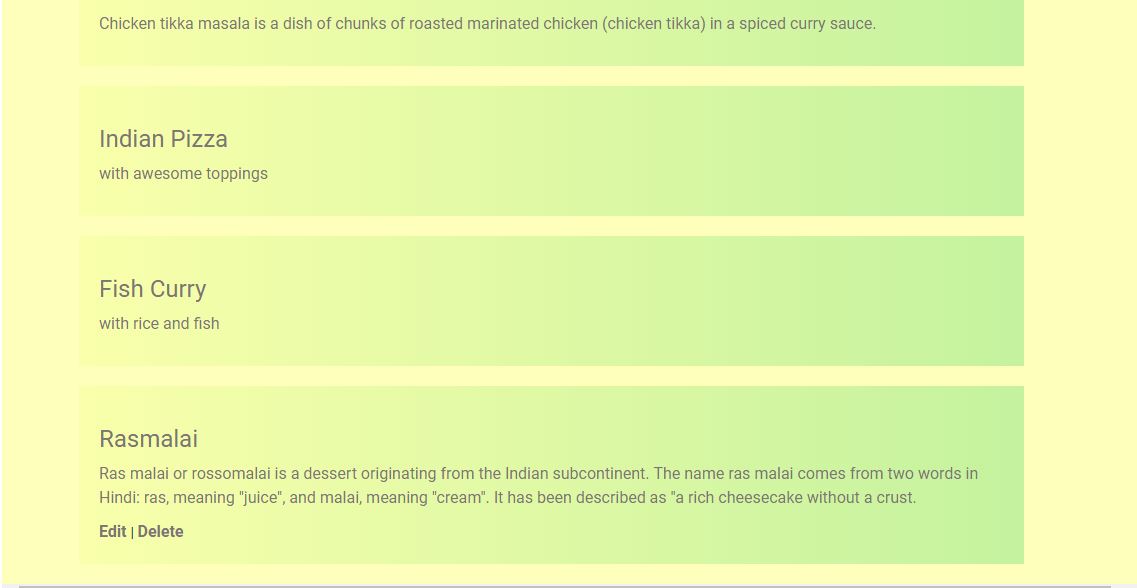 Chicken tikka masala is a dish of chunks of roasted marinated chicken (chicken tikka) in a spiced curry sauce.
Indian Pizza
with awesome toppings
Fish Curry
with rice and fish
Rasmalai
Ras malai or rossomalai is a dessert originating from the Indian subcontinent. The name ras malai comes from two words in
Hindi: ras, meaning "juice", and malai, meaning "cream". It has been described as "a rich cheesecake without a crust.
Edit | Delete